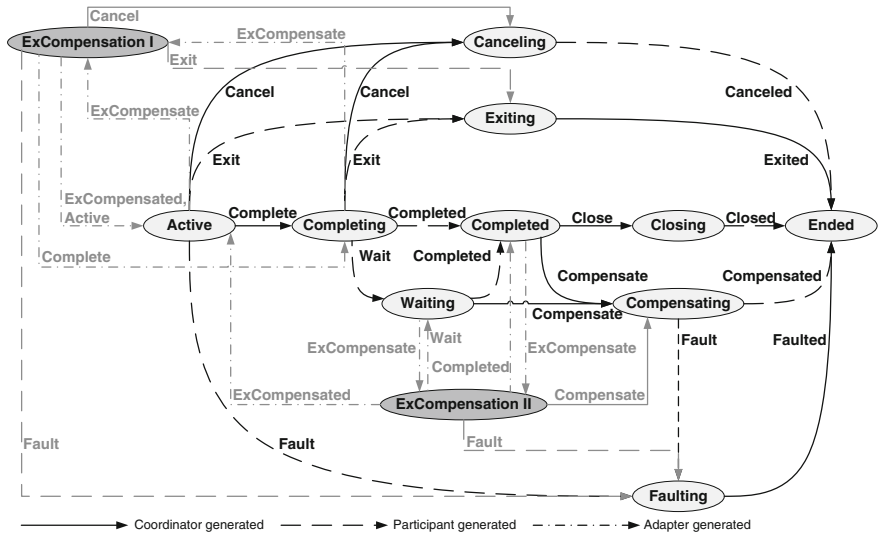 Cancel
ExCompensation I
ExCompensate
Canceling
Exit
Cancel
Cancel
Canceled
ExCompensate
Exiting
Exit
Exit
Exited
ExCompensated,
Active
Active
Complete
Completing
Completed
Completed
Close
Closing
Closed
Ended
Complete
Wait
Completed
Compensate
Compensated
Waiting
Compensate
Compensating
ExCompensate
Wait
Completed
ExCompensate
Fault
Faulted
ExCompensated
ExCompensation II
Compensate
Fault
Fault
Fault
Faulting
Coordinator generated
Participant generated
Adapter generated